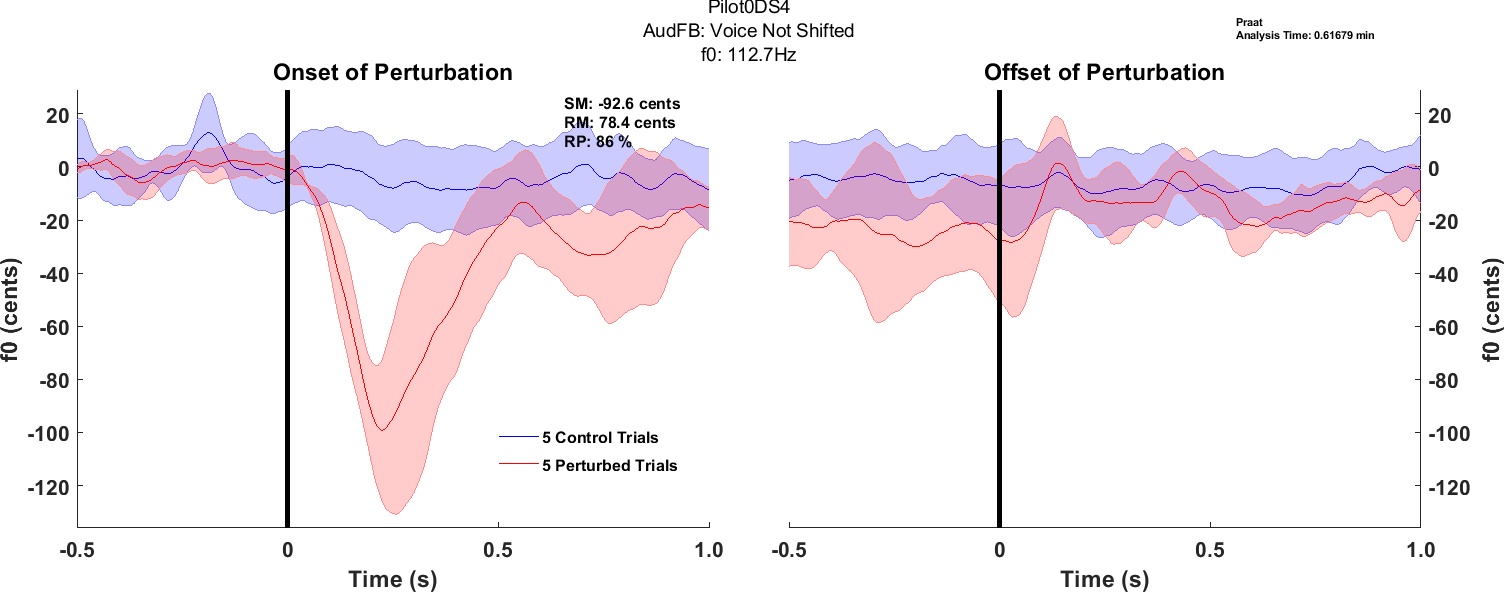 Pilot0DS4
AudFB: Voice Not Shifted
f0: 112.7Hz
Praat
Analysis Time: 0.61679 min
Onset of Perturbation
Offset of Perturbation
SM: -92.6 cents
RM: 78.4 cents
RP: 86 %
20
0
-20
-40
-60
-80
-100
-120
f0 (cents)
5 Control Trials
5 Perturbed Trials
-0.5
0
0.5
1.0
Time (s)
20
0
-20
-40
-60
-80
-100
-120
f0 (cents)
-0.5
0
0.5
1.0
Time (s)